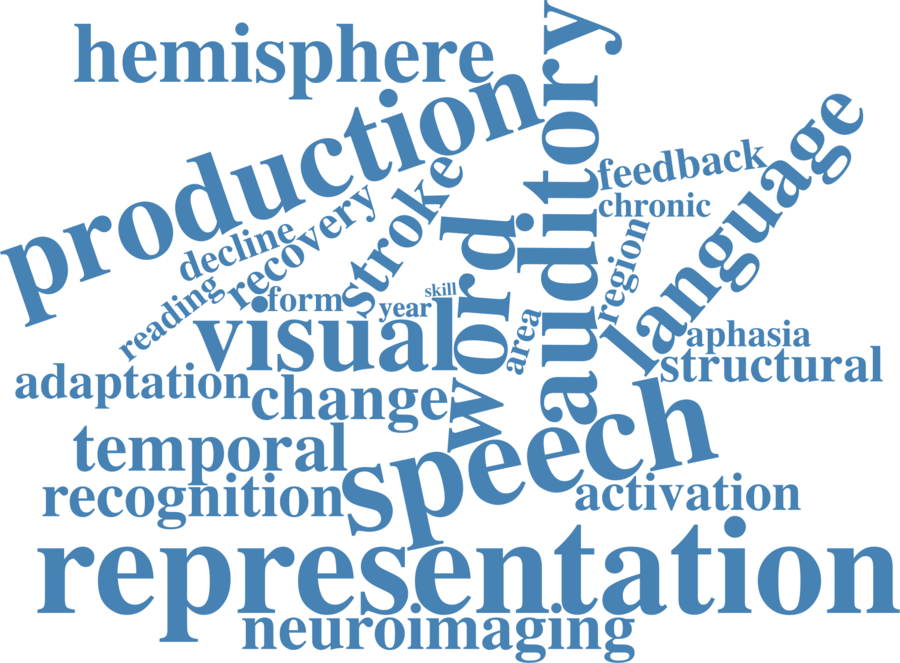 hemisphere
production
auditory
language
feedback
chronic
stroke
decline
recovery
region
word
reading
form
year
skill
area
visual
aphasia
structural
adaptation
change
speech
temporal
recognition
activation
representation
neuroimaging